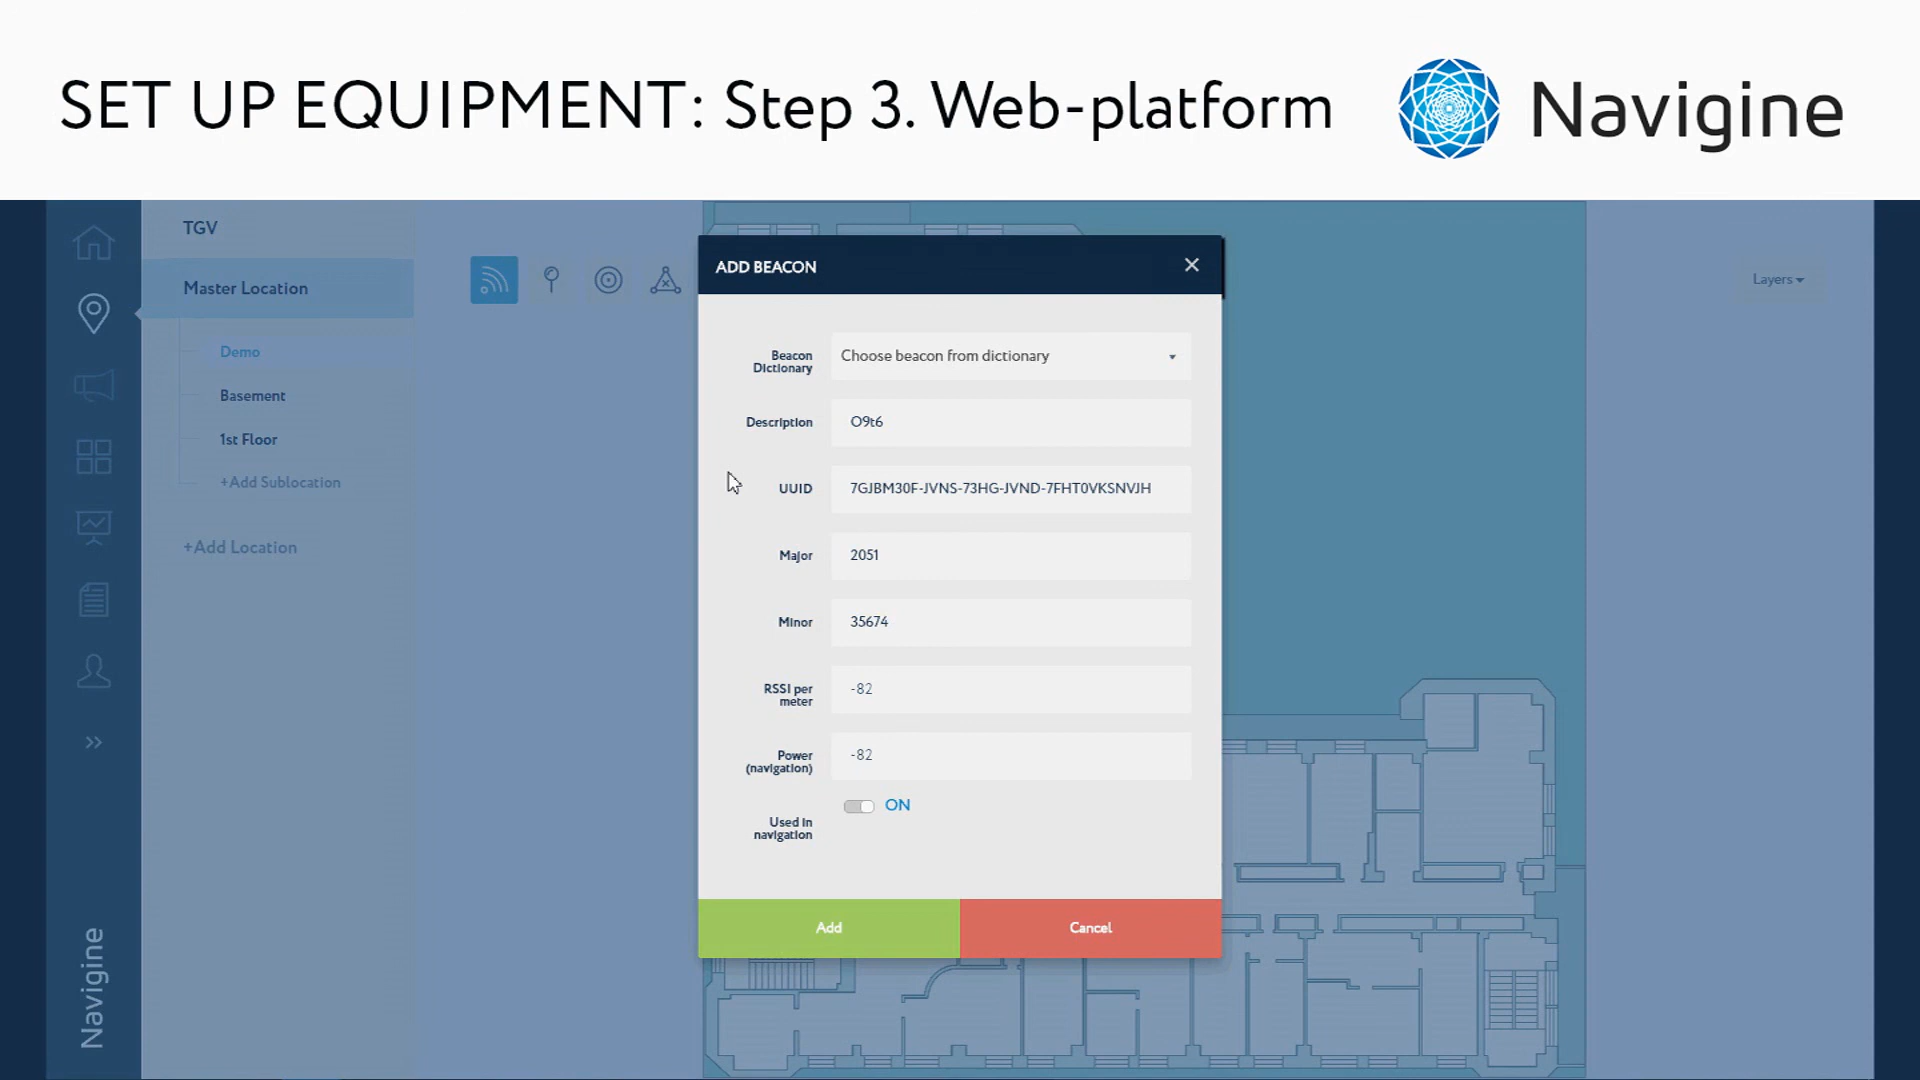 SET UP EQUIPMENT: Step 3. Web-platform
Navigine
TGV
Master Location
Demo
Basement
1st Floor
+Add Sublocation
+Add Location
Navigine
Layers
ADD BEACON
Beacon
Dictionary
Choose beacon from dictionary
Description
O9t6
UUID
7GJBM30F-JVNS-73HG-JVND-7FHT0VKSNVJH
Major
2051
Minor
35674
RSSI per
meter
-82
Power
(navigation)
-82
Used in
navigation
ON
Add
Cancel